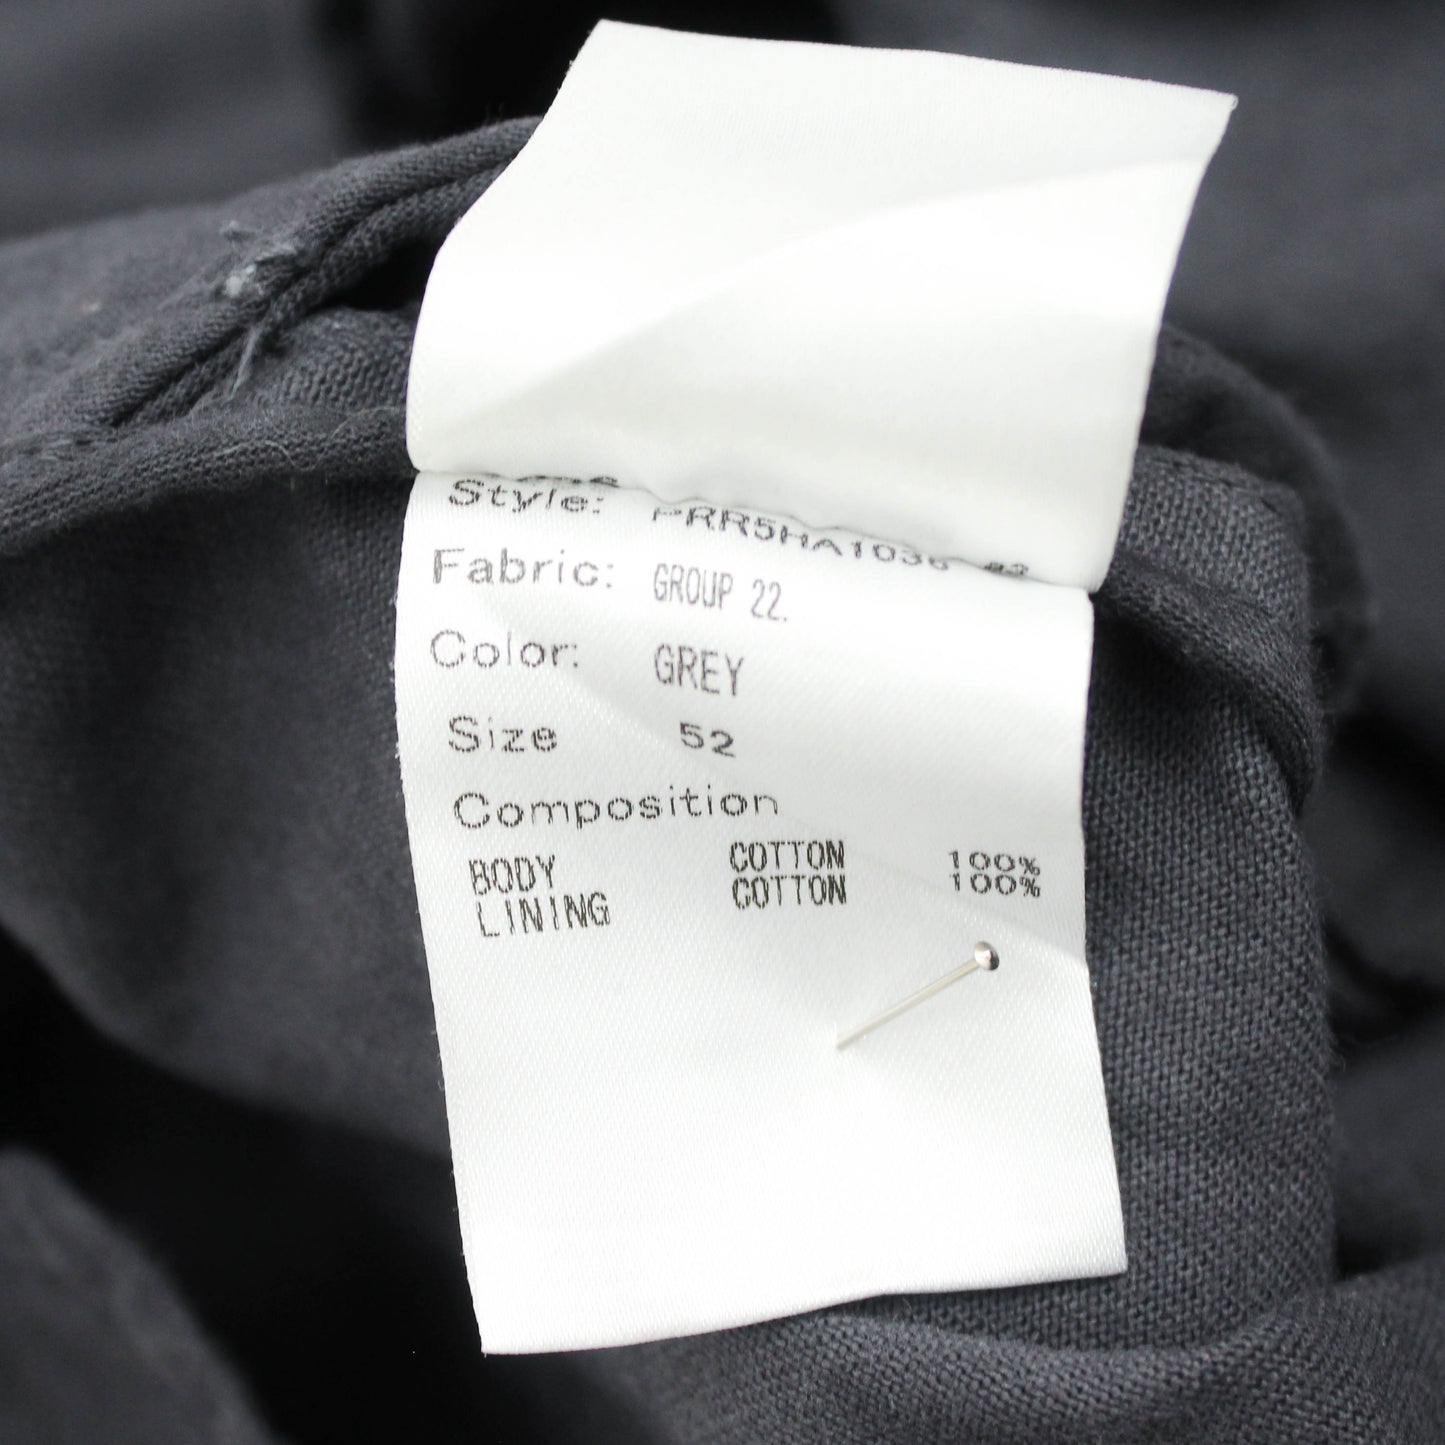 Style: PRR5HA1036
Fabric: GROUP 22.
Color: GREY
Size 52
Composition
BODY COTTON 100%
LINING COTTON 100%